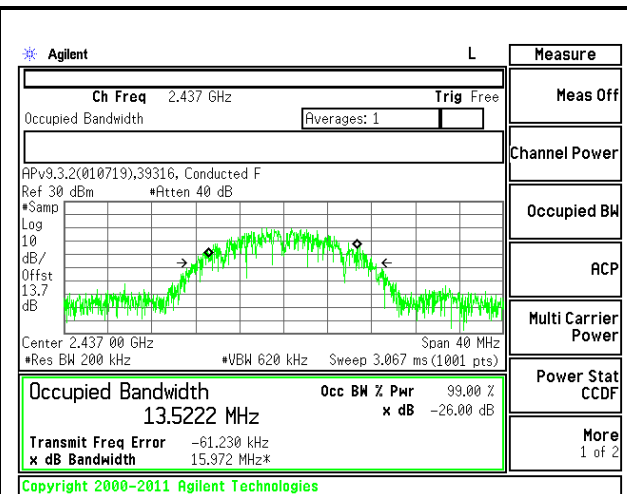 Agilent L Measure
Ch Freq 2.437 GHz Trig Free
Occupied Bandwidth Averages: 1
Meas Off
Channel Power
Occupied BW
ACP
Multi Carrier
Power
Power Stat
CCDF
More
1 of 2
APv9.3.2(010719),39316, Conducted F
Ref 30 dBm #Atten 40 dB
#Samp
Log
10
dB/
Offst
13.7
dB
Center 2.437 00 GHz Span 40 MHz
#Res BW 200 kHz #VBW 620 kHz Sweep 3.067 ms (1001 pts)
Occupied Bandwidth Occ BW % Pwr 99.00 %
13.5222 MHz x dB -26.00 dB
Transmit Freq Error -61.230 kHz
x dB Bandwidth 15.972 MHz*
Copyright 2000-2011 Agilent Technologies